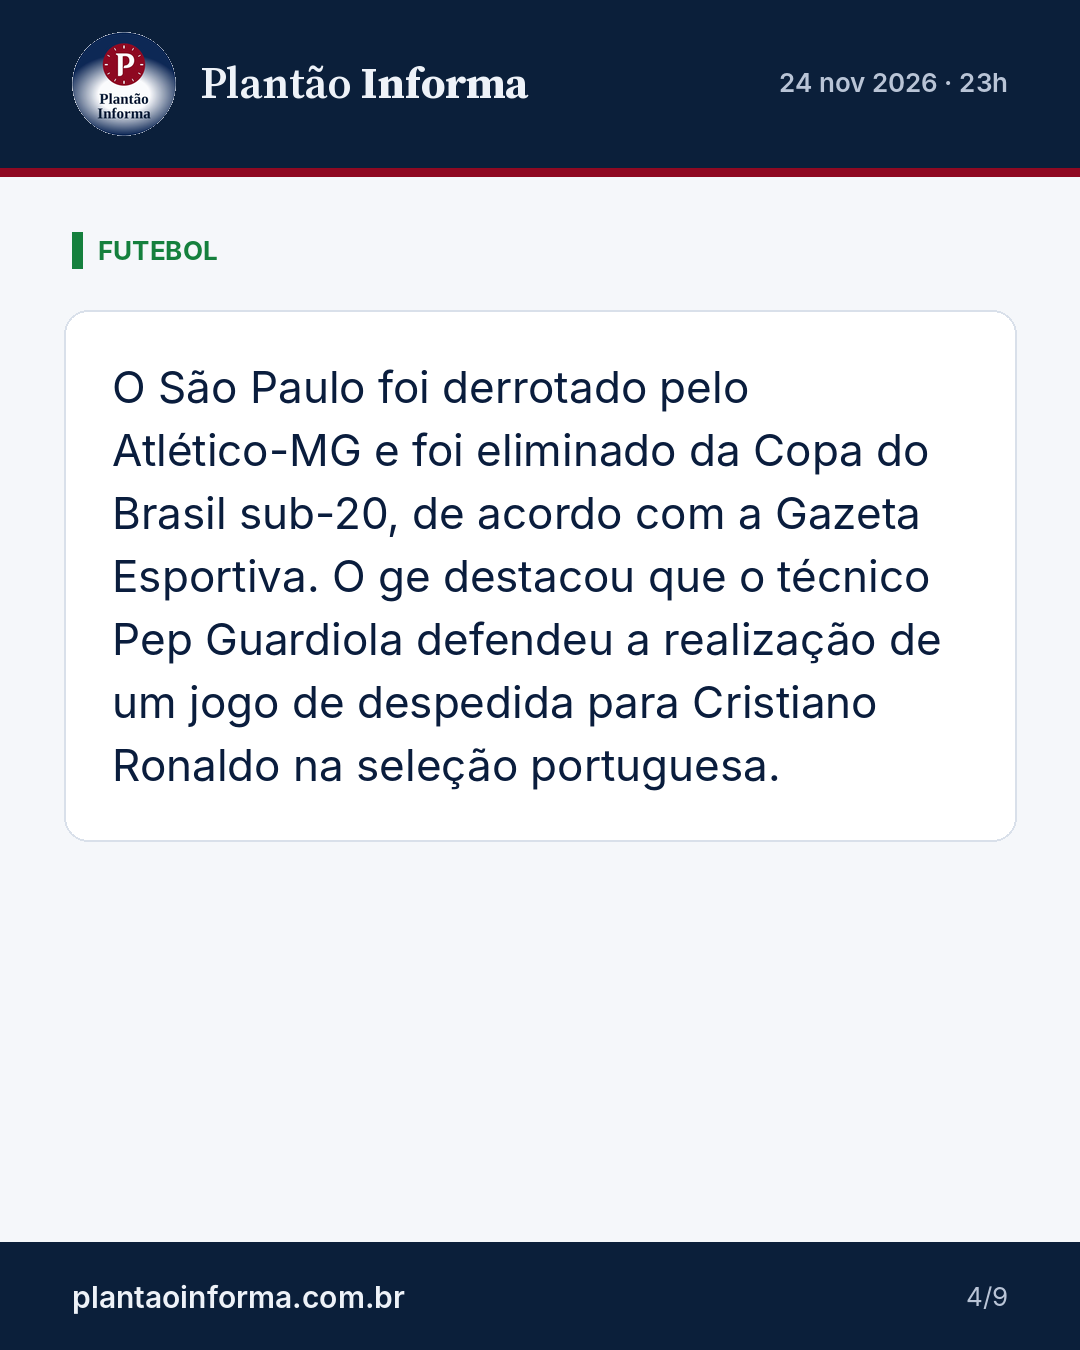 P
Plantão
Informa
Plantão Informa
24 nov 2026 · 23h
FUTEBOL
O São Paulo foi derrotado pelo
Atlético-MG e foi eliminado da Copa do
Brasil sub-20, de acordo com a Gazeta
Esportiva. O ge destacou que o técnico
Pep Guardiola defendeu a realização de
um jogo de despedida para Cristiano
Ronaldo na seleção portuguesa.
plantaoinforma.com.br
4/9